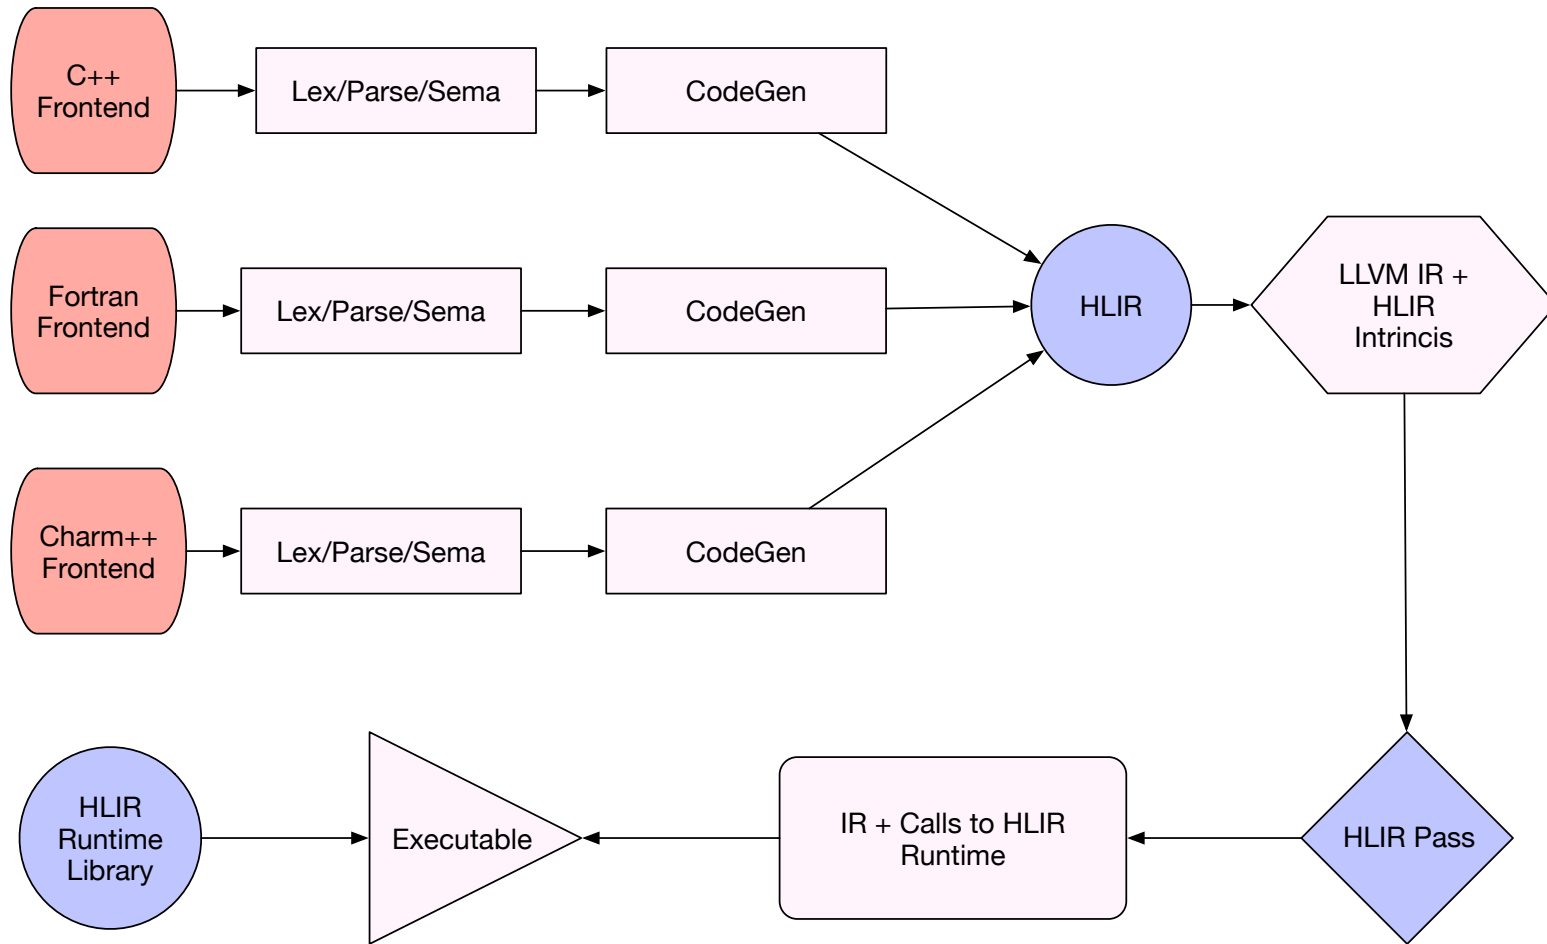 C++
Frontend
Lex/Parse/Sema
CodeGen
Fortran
Frontend
Lex/Parse/Sema
CodeGen
HLIR
LLVM IR +
HLIR
Intrincis
Charm++
Frontend
Lex/Parse/Sema
CodeGen
HLIR
Runtime
Library
Executable
IR + Calls to HLIR
Runtime
HLIR Pass